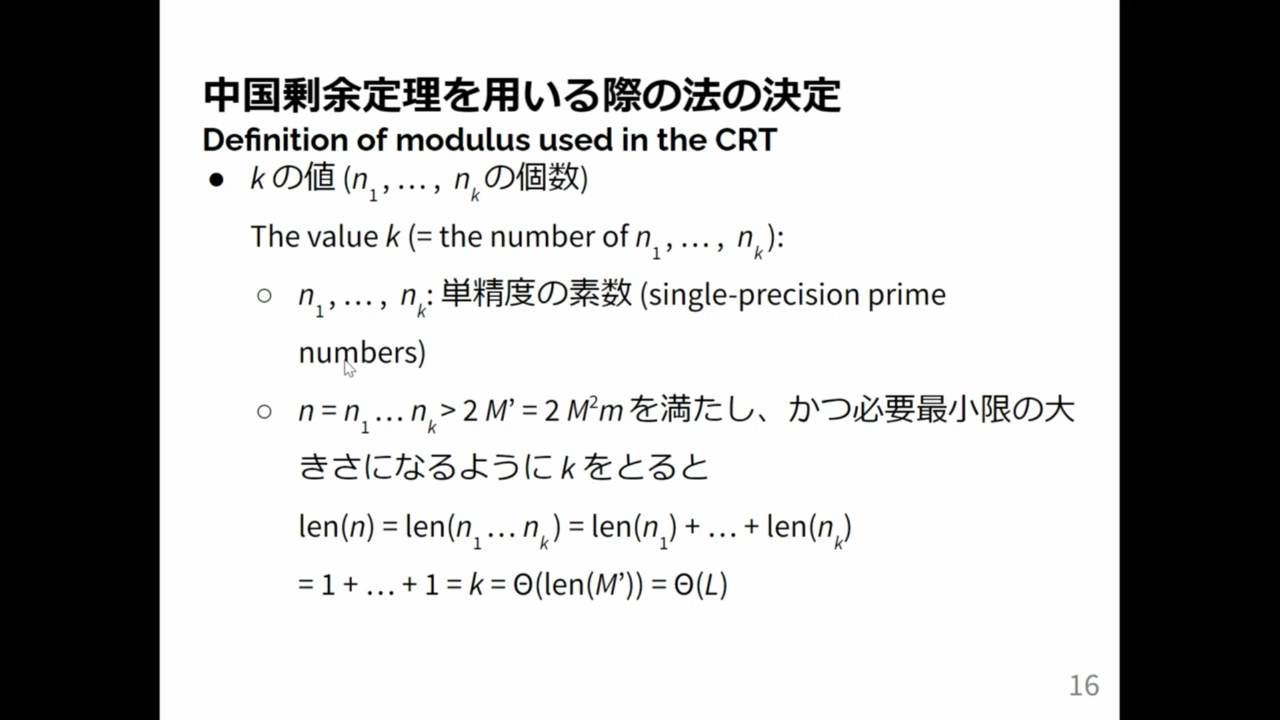 中国剰余定理を用いる際の法の決定
Definition of modulus used in the CRT
● k の値 (n₁, …, nₖの個数)
The value k (= the number of n₁, …, nₖ):
○ n₁, …, nₖ: 単精度の素数 (single-precision prime
numbers)
○ n = n₁…nₖ > 2 M’ = 2 M²m を満たし、かつ必要最小限の大
きさになるように k をとると
len(n) = len(n₁…nₖ) = len(n₁) + … + len(nₖ)
= 1 + … + 1 = k = Θ(len(M’)) = Θ(L)
16